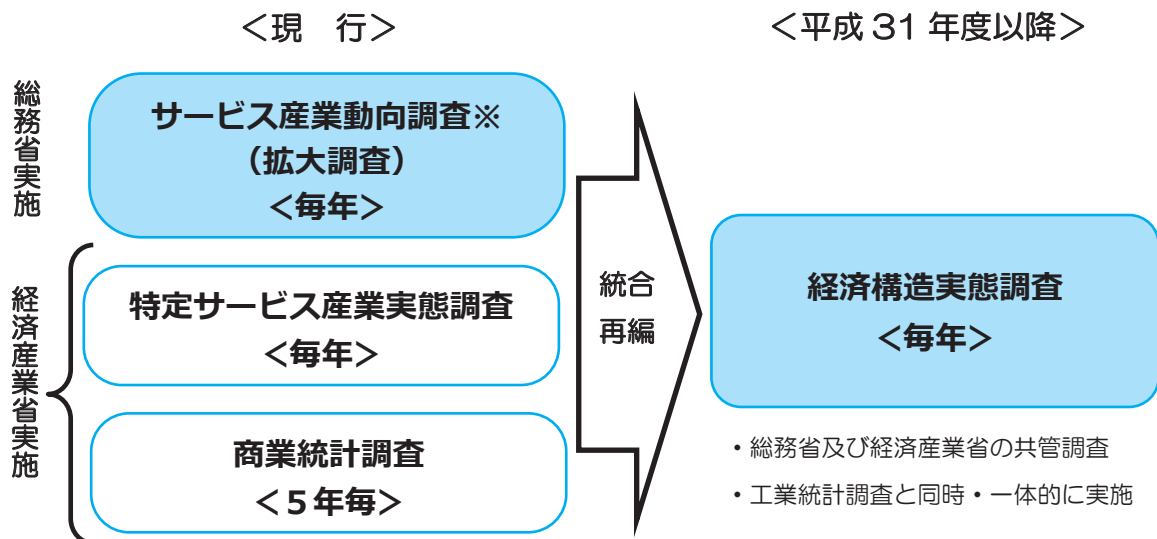 ＜現　行＞
＜平成 31 年度以降＞
総務省実施
サービス産業動向調査※
（拡大調査）
＜毎年＞
経済産業省実施
特定サービス産業実態調査
＜毎年＞
商業統計調査
＜５年毎＞
統合
再編
経済構造実態調査
＜毎年＞
・総務省及び経済産業省の共管調査
・工業統計調査と同時・一体的に実施